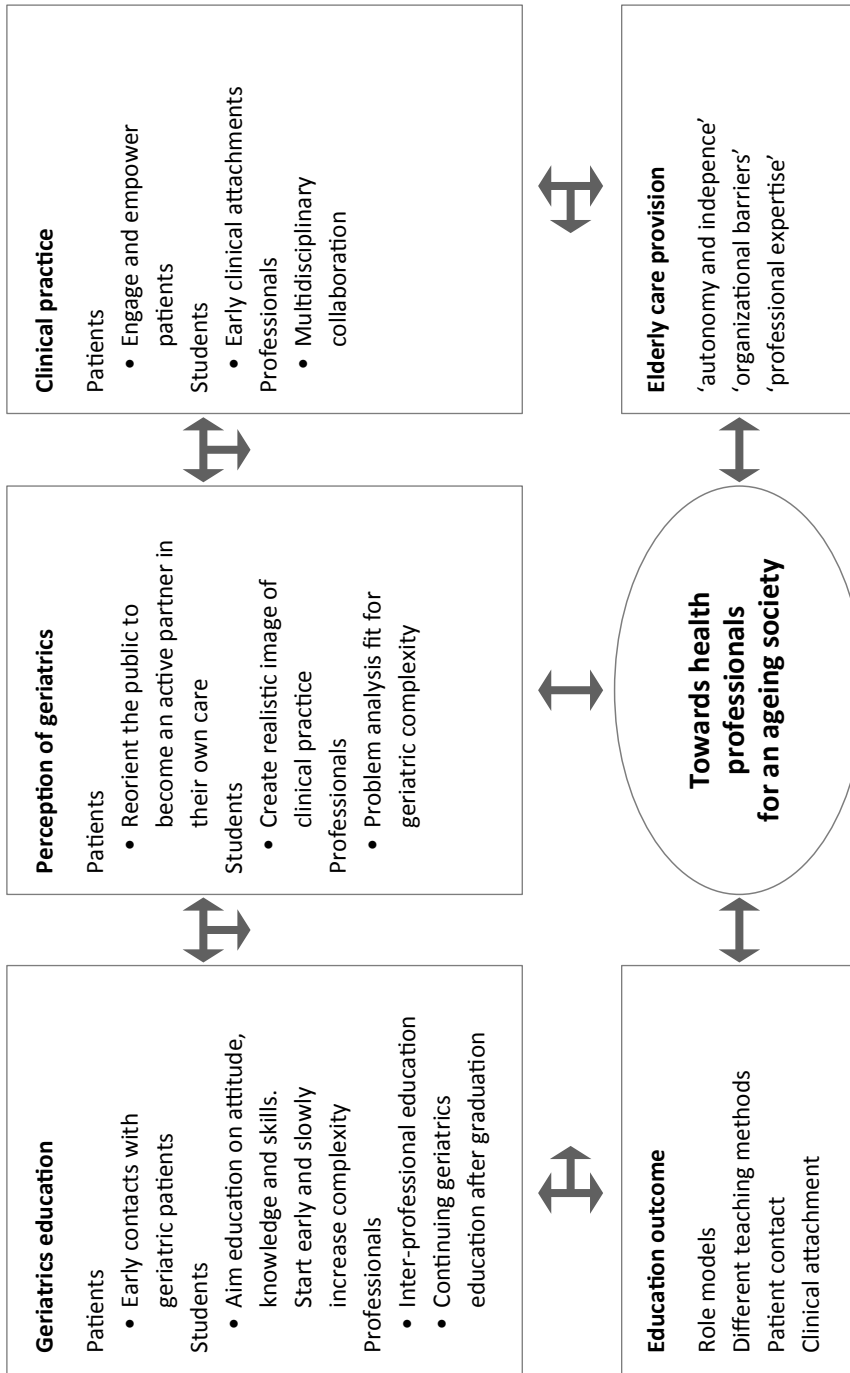 Geriatrics education
Patients
• Early contacts with
geriatric patients
Students
• Aim education on attitude,
knowledge and skills.
Start early and slowly
increase complexity
Professionals
• Inter-professional education
• Continuing geriatrics
education after graduation
Perception of geriatrics
Patients
• Reorient the public to
become an active partner in
their own care
Students
• Create realistic image of
clinical practice
Professionals
• Problem analysis fit for
geriatric complexity
Clinical practice
Patients
• Engage and empower
patients
Students
• Early clinical attachments
Professionals
• Multidisciplinary
collaboration
Education outcome
Role models
Different teaching methods
Patient contact
Clinical attachment
Towards health
professionals
for an ageing society
Elderly care provision
‘autonomy and indepence’
‘organizational barriers’
‘professional expertise’